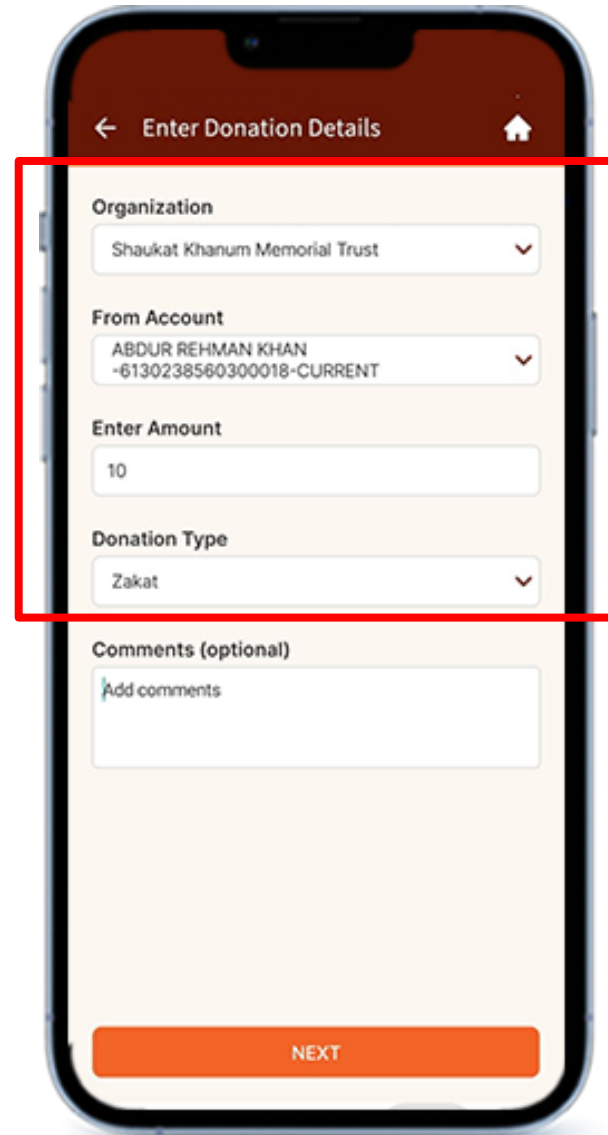 Enter Donation Details
Organization
Shaukat Khanum Memorial Trust
From Account
ABDUR REHMAN KHAN
-6130238560300018-CURRENT
Enter Amount
10
Donation Type
Zakat
Comments (optional)
Add comments
NEXT